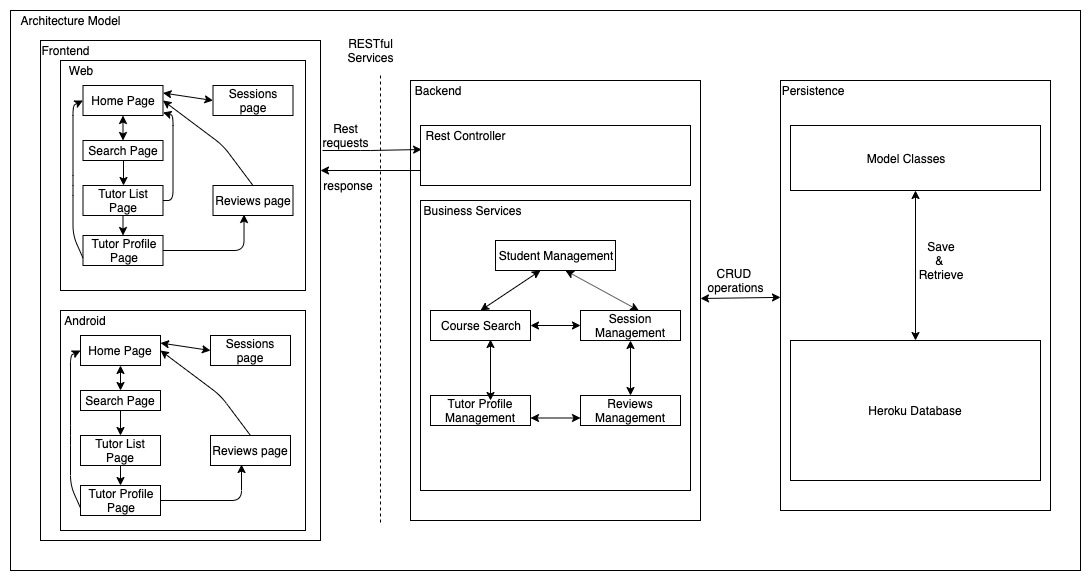 Architecture Model
Frontend
Web
Home Page
Sessions
page
Search Page
Tutor List
Page
Reviews page
Tutor Profile
Page
Android
Home Page
Sessions
page
Search Page
Tutor List
Page
Reviews page
Tutor Profile
Page
RESTful
Services
Rest
requests
response
Backend
Rest Controller
Business Services
Student Management
Course Search
Session
Management
Tutor Profile
Management
Reviews
Management
CRUD
operations
Persistence
Model Classes
Save
&
Retrieve
Heroku Database